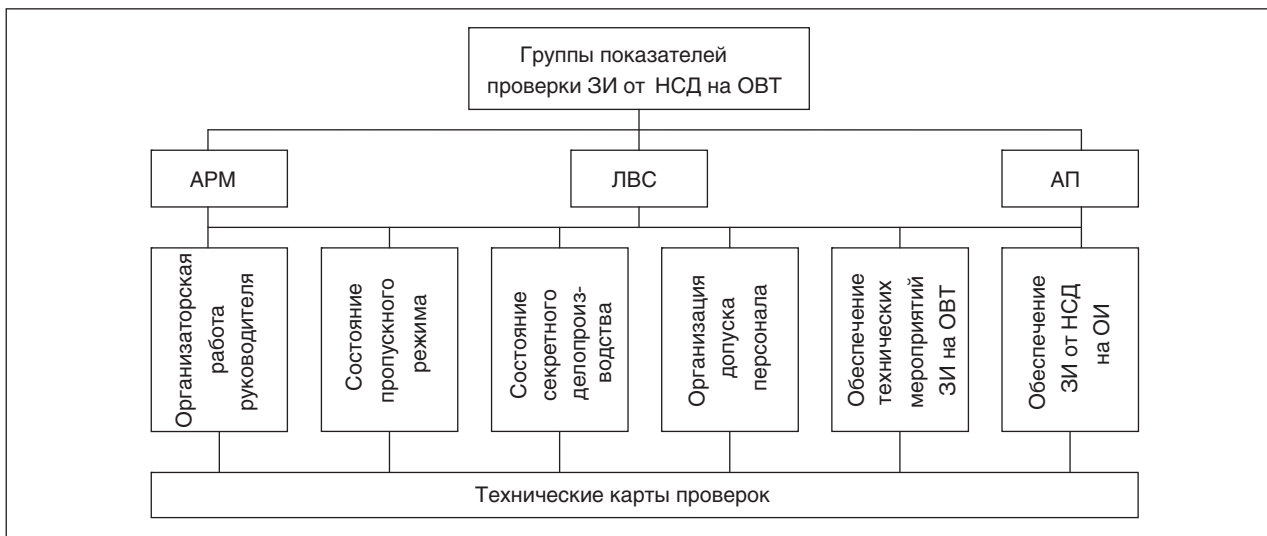 Группы показателей
проверки ЗИ от НСД на ОВТ
АРМ
ЛВС
АП
Организаторская
работа
руководителя
Состояние
пропускного
режима
Состояние
секретного
делопроиз-
водства
Организация
допуска
персонала
Обеспечение
технических
мероприятий
ЗИ на ОВТ
Обеспечение
ЗИ от НСД
на ОИ
Технические карты проверок